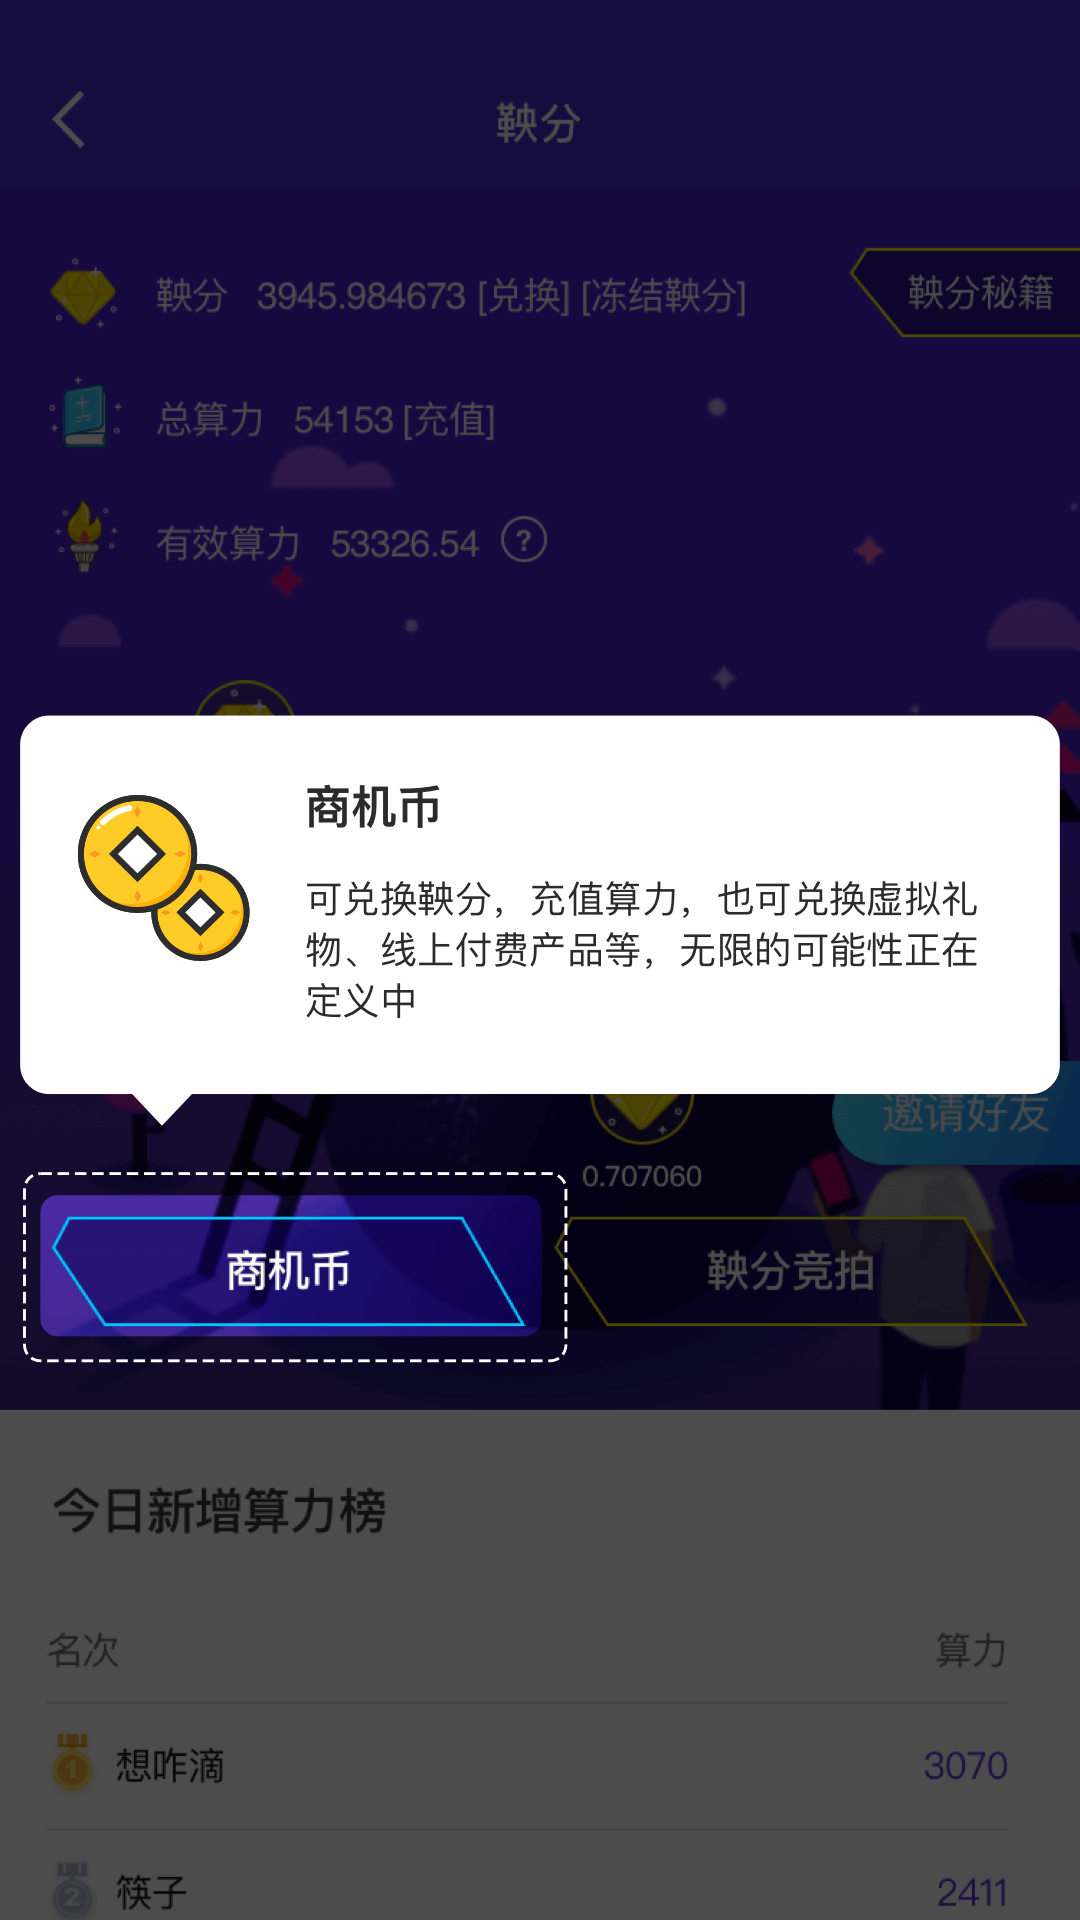 鞅分
鞅分 3945.984673 [兑换] [冻结鞅分]
鞅分秘籍
总算力 54153 [充值]
有效算力 53326.54 ?
商机币
可兑换鞅分，充值算力，也可兑换虚拟礼
物、线上付费产品等，无限的可能性正在
定义中
邀请好友
0.707060
商机币
鞅分竞拍
今日新增算力榜
名次 算力
1 想咋滴 3070
2 筷子 2411